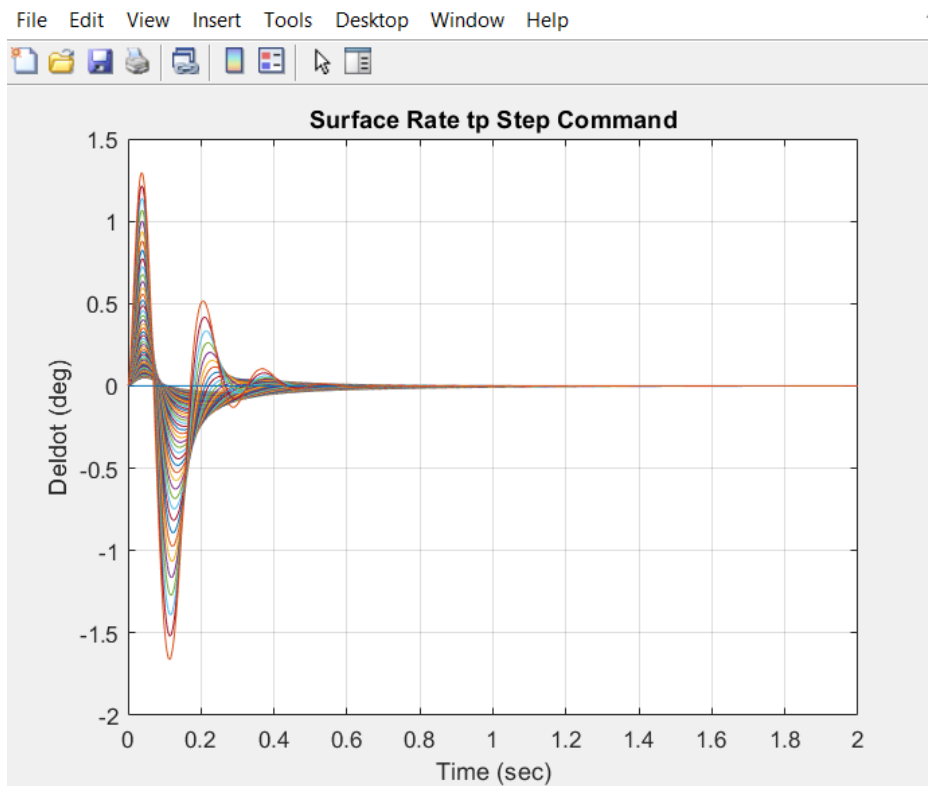 File Edit View Insert Tools Desktop Window Help
Surface Rate tp Step Command
1.5
1
0.5
0
-0.5
-1
-1.5
-2
Deldot (deg)
0 0.2 0.4 0.6 0.8 1 1.2 1.4 1.6 1.8 2
Time (sec)